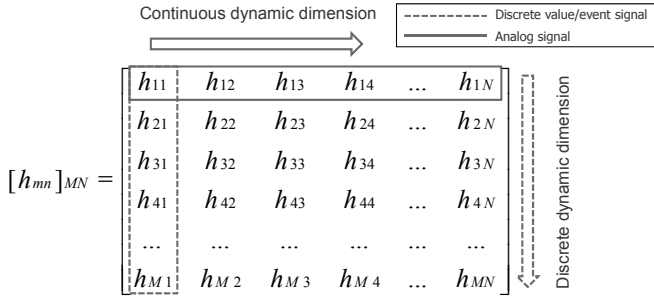 Continuous dynamic dimension
Discrete value/event signal
Analog signal
[hmn]MN =
h11 h12 h13 h14 ... h1N
h21 h22 h23 h24 ... h2N
h31 h32 h33 h34 ... h3N
h41 h42 h43 h44 ... h4N
... ... ... ... ... ...
hM1 hM2 hM3 hM4 ... hMN
Discrete dynamic dimension